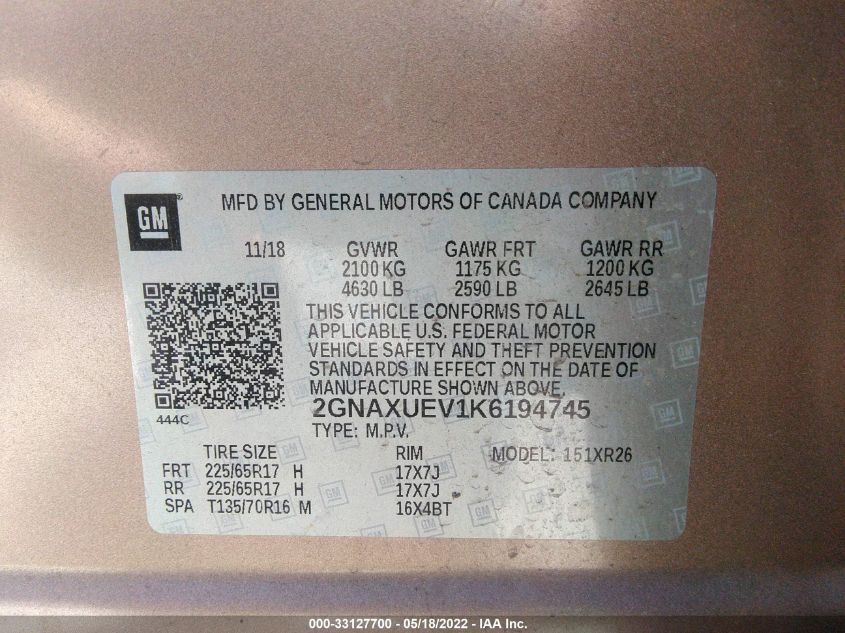 GM ®
MFD BY GENERAL MOTORS OF CANADA COMPANY
11/18 GVWR GAWR FRT GAWR RR
2100 KG 1175 KG 1200 KG
4630 LB 2590 LB 2645 LB
THIS VEHICLE CONFORMS TO ALL
APPLICABLE U.S. FEDERAL MOTOR
VEHICLE SAFETY AND THEFT PREVENTION
STANDARDS IN EFFECT ON THE DATE OF
MANUFACTURE SHOWN ABOVE.
444C 2GNAXUEV1K6194745
TYPE: M.P.V.
TIRE SIZE RIM MODEL: 151XR26
FRT 225/65R17 H 17X7J
RR 225/65R17 H 17X7J
SPA T135/70R16 M 16X4BT
000-33127700 - 05/18/2022 - IAA Inc.